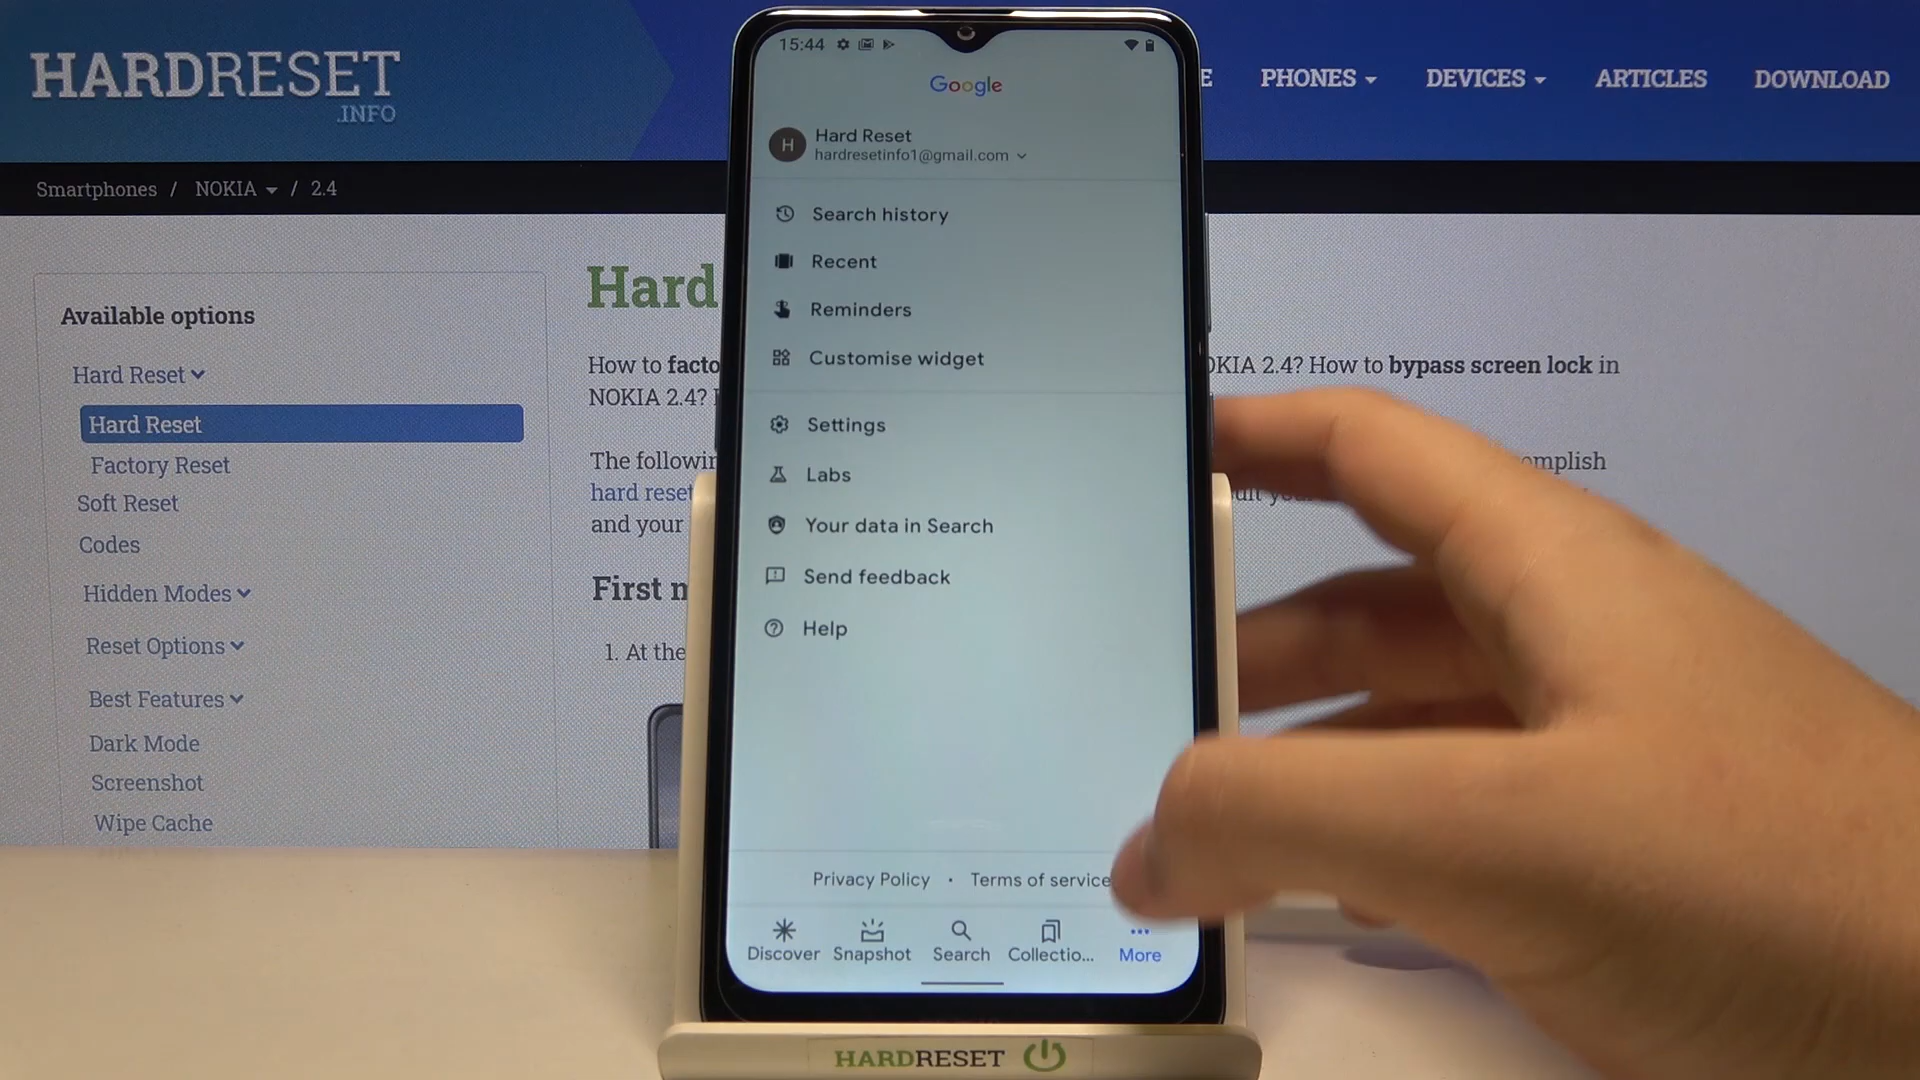 HARDRESET
.INFO
E PHONES DEVICES ARTICLES DOWNLOAD
Smartphones / NOKIA / 2.4
Available options
Hard Reset
Hard Reset
Factory Reset
Soft Reset
Codes
Hidden Modes
Reset Options
Best Features
Dark Mode
Screenshot
Wipe Cache
Hard
How to facto
OKIA 2.4? How to bypass screen lock in
NOKIA 2.4?
The followin
omplish
hard reset
and your
First m
1. At the
15:44
Google
H
Hard Reset
hardresetinfo1@gmail.com
Search history
Recent
Reminders
Customise widget
Settings
Labs
Your data in Search
Send feedback
Help
Privacy Policy • Terms of service
Discover Snapshot Search Collectio... More
HARDRESET